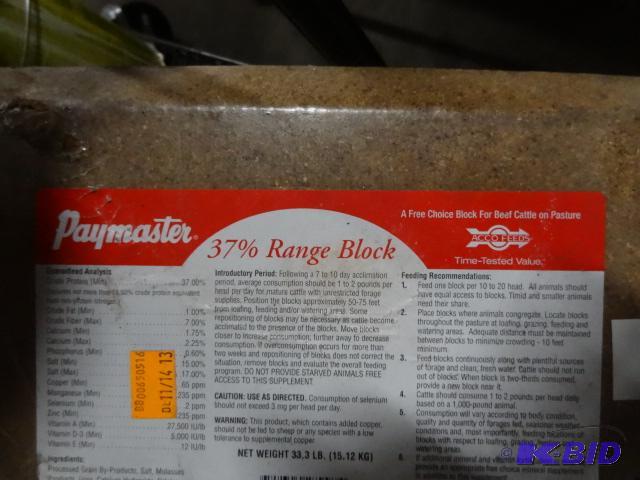 Paymaster®
37% Range Block
A Free Choice Block For Beef Cattle on Pasture
ACCO FEEDS
Time-Tested Value.
Guaranteed Analysis
Crude Protein (Min) 37.00%
Crude Fat (Min) 1.00%
Crude Fiber (Max) 7.00%
Calcium (Min) 1.75%
Calcium (Max) 2.25%
Phosphorus (Min) 0.60%
Salt (Min) 15.00%
Salt (Max) 17.00%
Copper (Min) 65 ppm
Manganese (Min) 235 ppm
Selenium (Min) 2 ppm
Zinc (Min) 235 ppm
Vitamin A (Min) 27,500 IU/lb
Vitamin D-3 (Min) 5,000 IU/lb
Vitamin E (Min) 12 IU/lb
Ingredients:
Processed Grain By-Products, Salt, Molasses
DR00650516
DL:11/14 13
Introductory Period: Following a 7 to 10 day acclimation
period, average consumption should be 1 to 2 pounds per
head per day for mature cattle with unrestricted forage
supplies. Position the blocks approximately 50-75 feet
from loafing, feeding and/or watering areas. Some
repositioning of blocks may be necessary as cattle become
acclimated to the presence of the blocks. Move blocks
closer to increase consumption; further away to decrease
consumption. If overconsumption occurs for more than
two weeks and repositioning of blocks does not correct the
situation, remove blocks and evaluate the overall feeding
program. DO NOT PROVIDE STARVED ANIMALS FREE
ACCESS TO THIS SUPPLEMENT.
CAUTION: USE AS DIRECTED. Consumption of selenium
should not exceed 3 mg per head per day.
WARNING: This product, which contains added copper,
should not be fed to sheep or any species with a low
tolerance to supplemental copper.
NET WEIGHT 33.3 LB. (15.12 KG)
Feeding Recommendations:
1. Feed one block per 10 to 20 head. All animals should
have equal access to blocks. Timid and smaller animals
need their share.
2. Place blocks where animals congregate. Locate blocks
throughout the pasture at loafing, grazing, feeding and
watering areas. Adequate distance must be maintained
between blocks to minimize crowding - 10 feet
minimum.
3. Feed blocks continuously along with plentiful sources
of forage and clean, fresh water. Cattle should not run
out of blocks. When block is two-thirds consumed,
provide a new block near it.
4. Cattle should consume 1 to 2 pounds per head daily
based on a 1,000-pound animal.
5. Consumption will vary according to body condition,
quality and quantity of forages fed, seasonal weather
conditions and, most importantly, feeding locations of
blocks with respect to loafing, grazing,
watering areas.
6. If additional mineral and vitamin
provide an appropriate free choice mineral supplement
K-BID